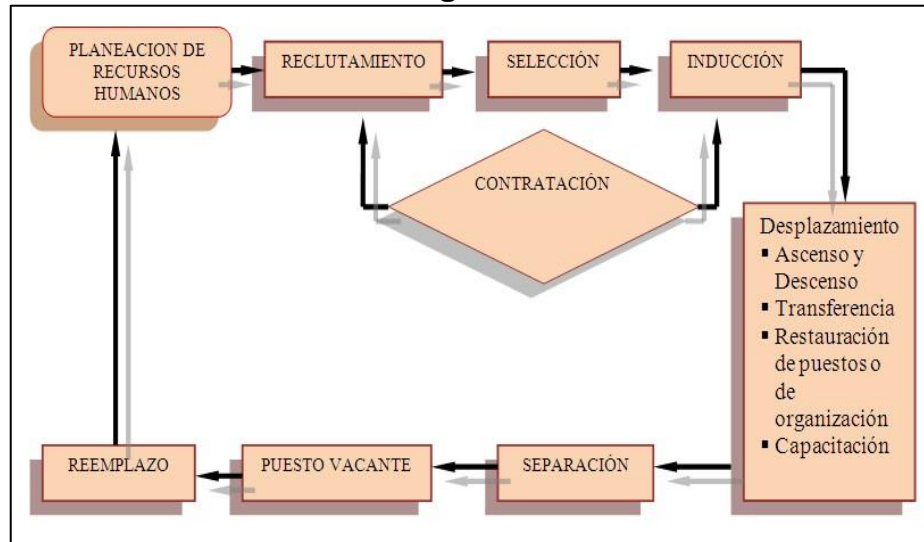 PLANEACION DE
RECURSOS
HUMANOS
RECLUTAMIENTO
SELECCIÓN
INDUCCIÓN
CONTRATACIÓN
Desplazamiento
▪ Ascenso y
Descenso
▪ Transferencia
▪ Restauración
de puestos o
de
organización
▪ Capacitación
SEPARACIÓN
PUESTO VACANTE
REEMPLAZO